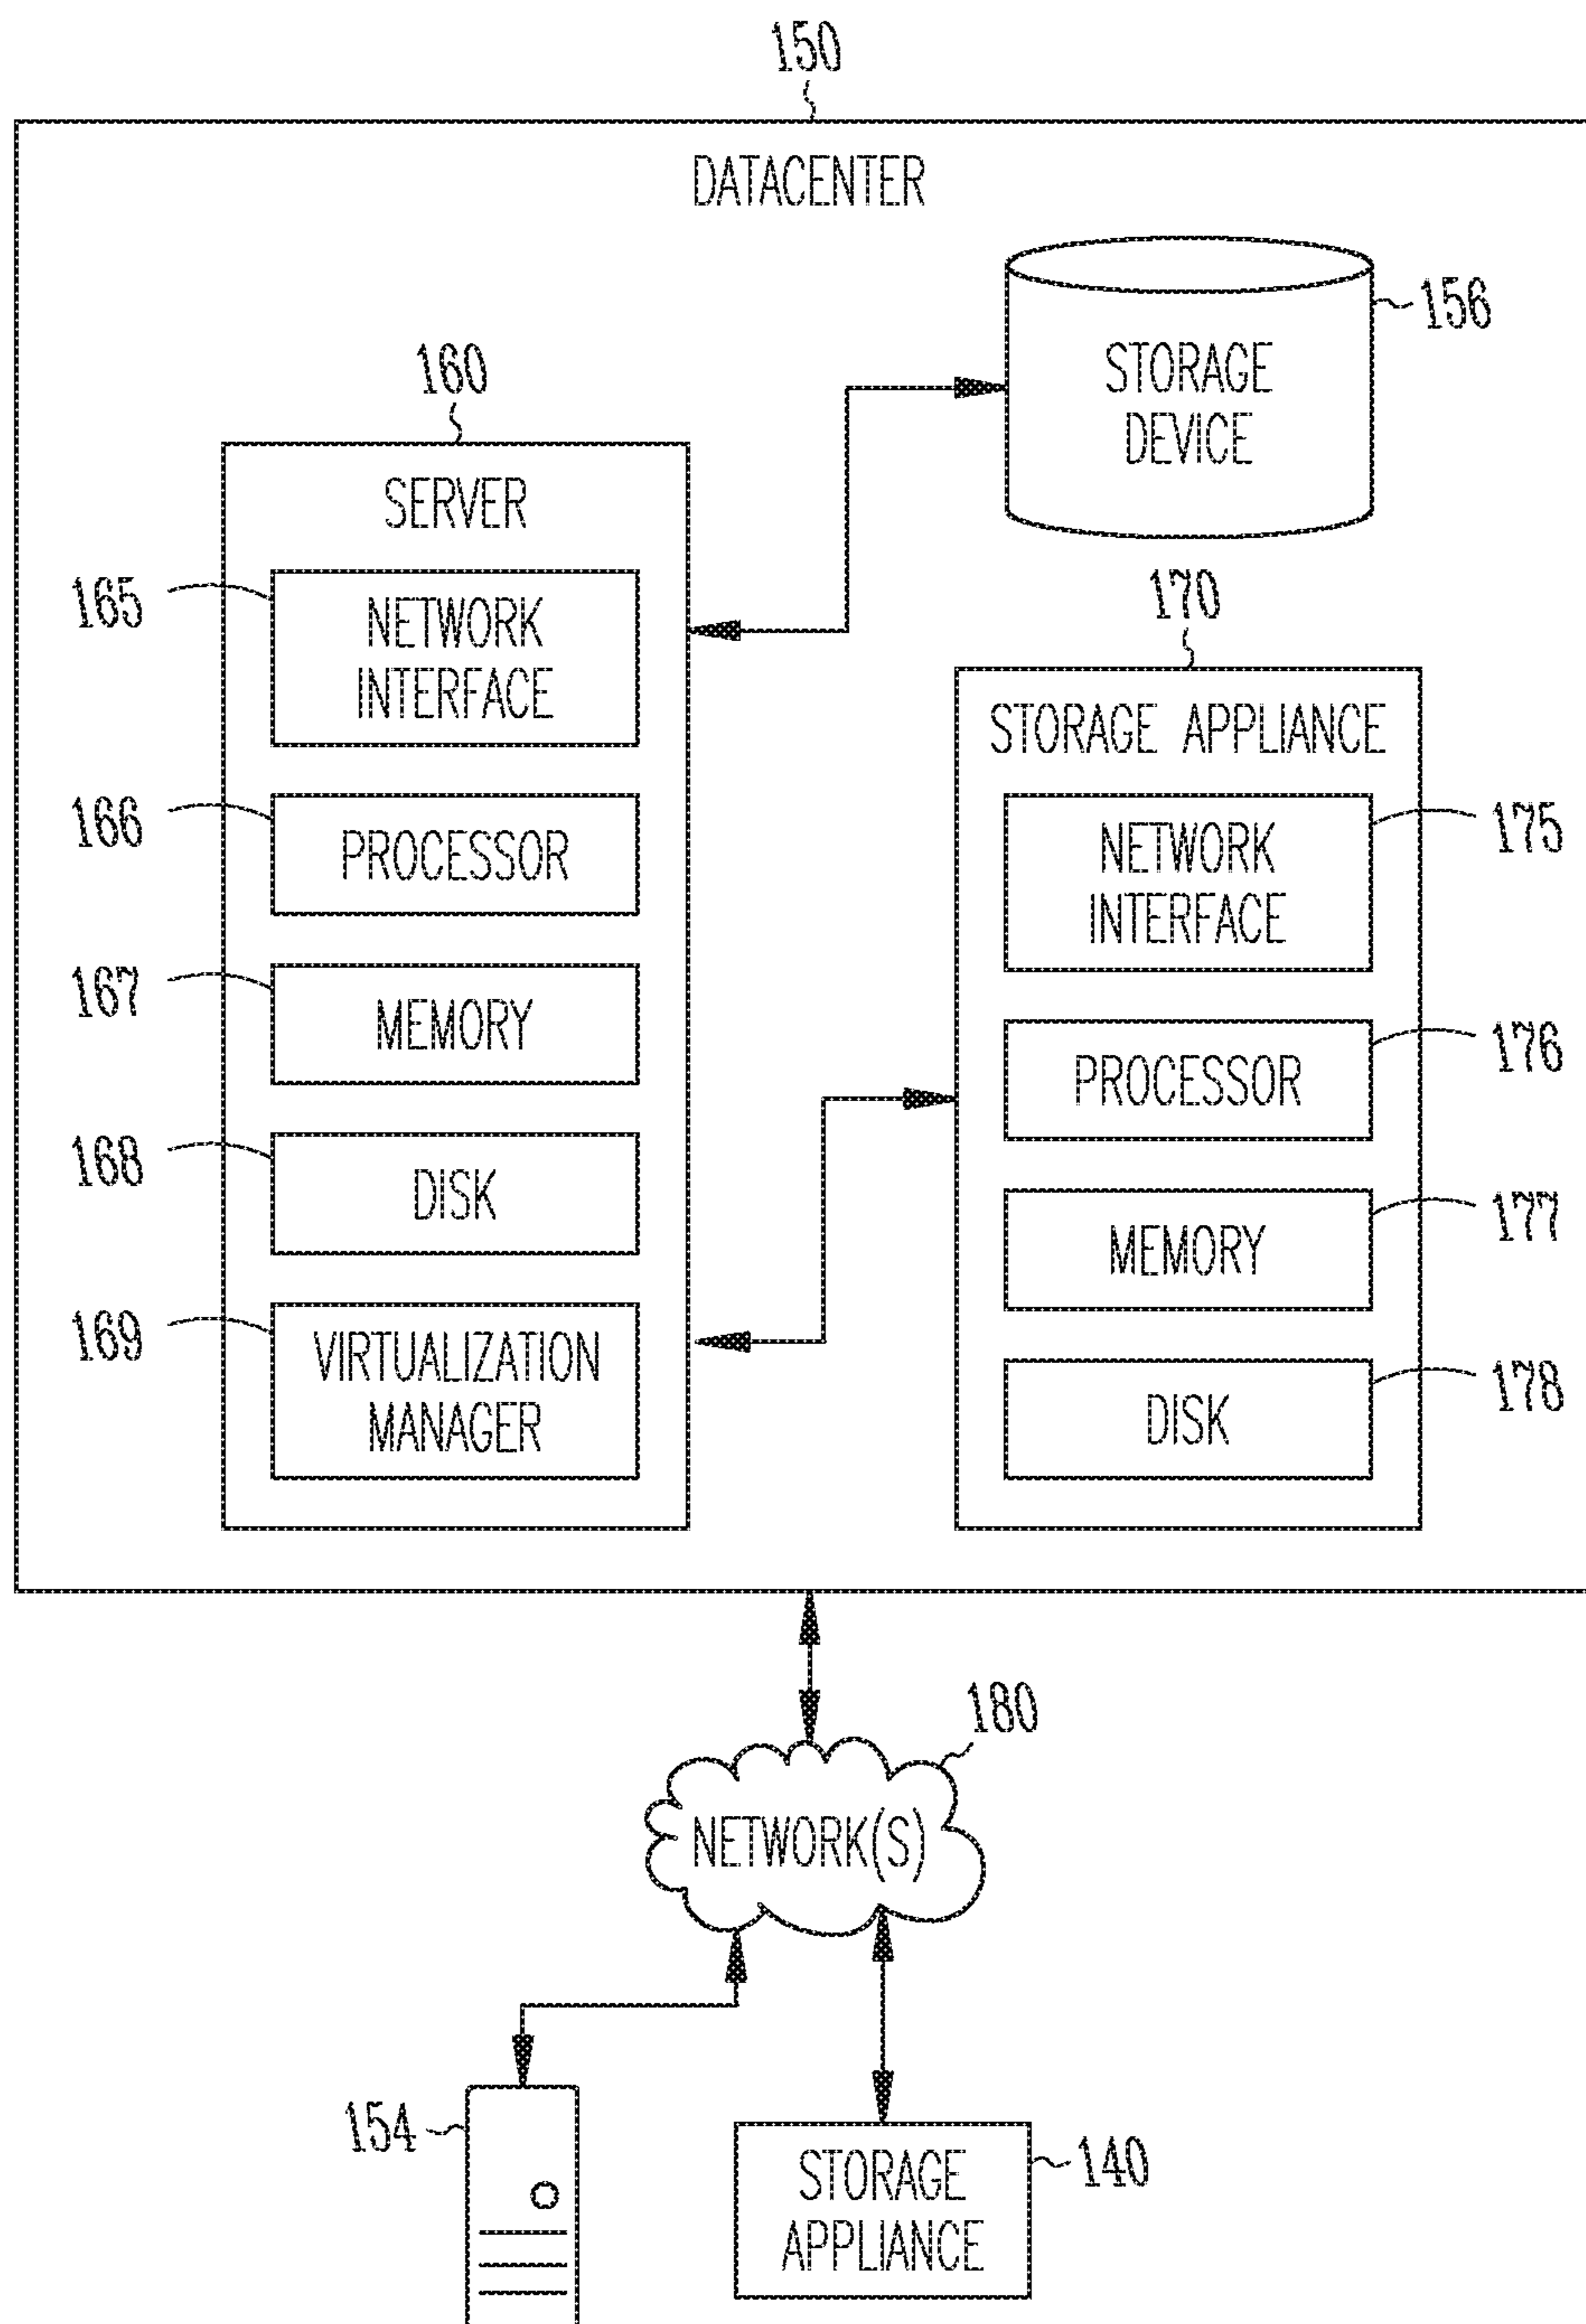 150
DATACENTER
156
STORAGE
DEVICE
160
SERVER
165
NETWORK
INTERFACE
166
PROCESSOR
167
MEMORY
168
DISK
169
VIRTUALIZATION
MANAGER
170
STORAGE APPLIANCE
175
NETWORK
INTERFACE
176
PROCESSOR
177
MEMORY
178
DISK
180
NETWORK(S)
154
140
STORAGE
APPLIANCE